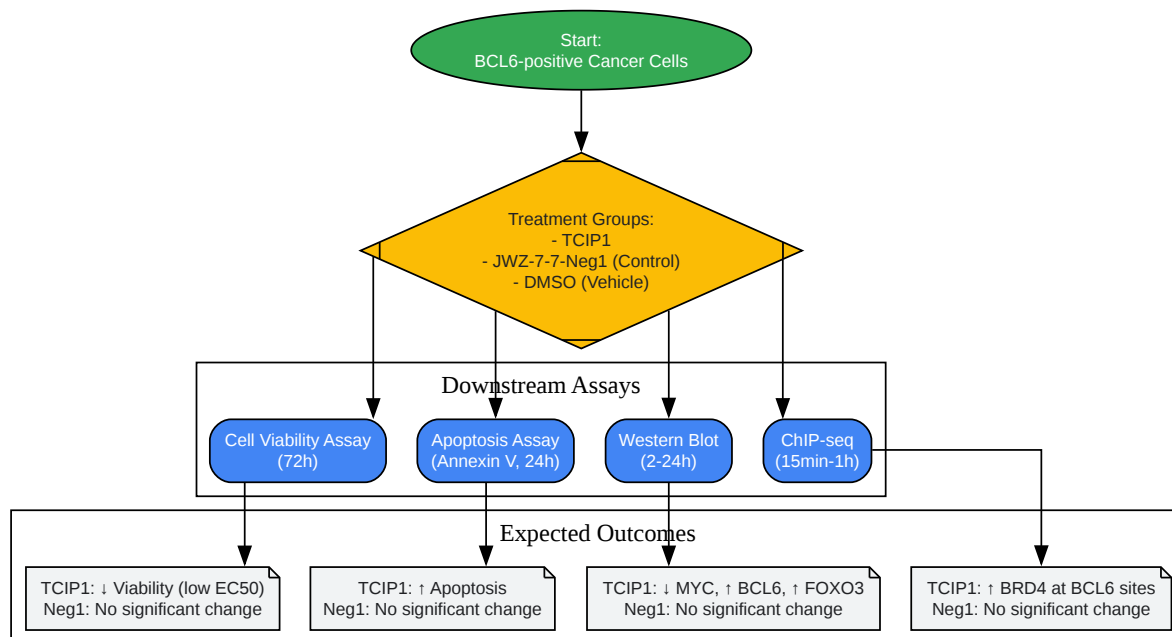 Start:
BCL6-positive Cancer Cells
Treatment Groups:
- TCIP1
- JWZ-7-7-Neg1 (Control)
- DMSO (Vehicle)
Downstream Assays
Cell Viability Assay
(72h)
Apoptosis Assay
(Annexin V, 24h)
Western Blot
(2-24h)
ChIP-seq
(15min-1h)
Expected Outcomes
TCIP1: ↓ Viability (low EC50)
Neg1: No significant change
TCIP1: ↑ Apoptosis
Neg1: No significant change
TCIP1: ↓ MYC, ↑ BCL6, ↑ FOXO3
Neg1: No significant change
TCIP1: ↑ BRD4 at BCL6 sites
Neg1: No significant change